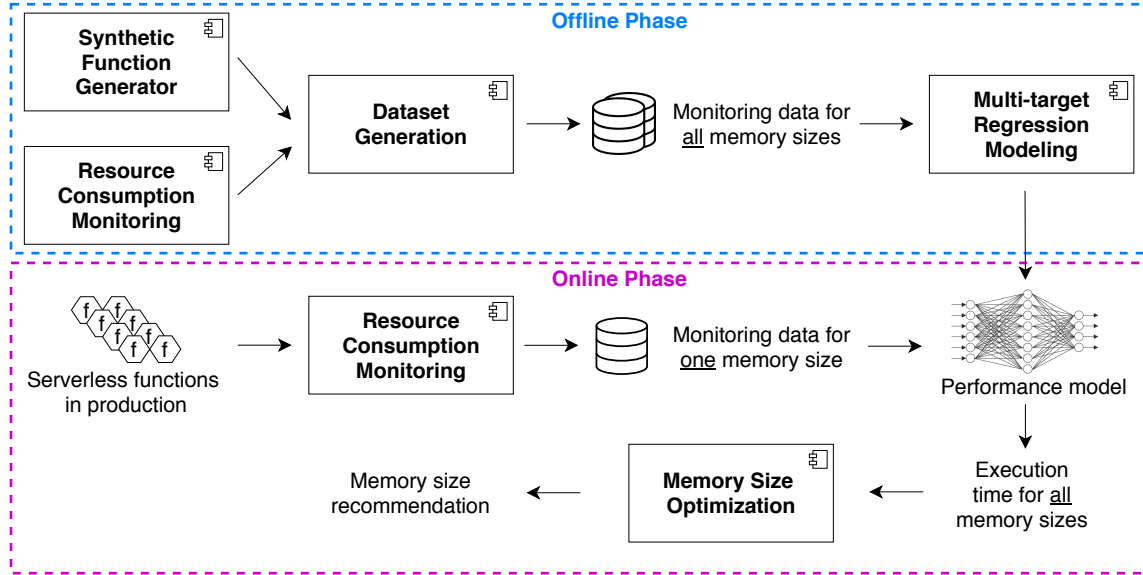 Offline Phase
Synthetic
Function
Generator
Resource
Consumption
Monitoring
Dataset
Generation
Monitoring data for
all memory sizes
Multi-target
Regression
Modeling
Online Phase
f
f
f
f
f
f
f
f
Serverless functions
in production
Resource
Consumption
Monitoring
Monitoring data for
one memory size
Performance model
Execution
time for all
memory sizes
Memory Size
Optimization
Memory size
recommendation